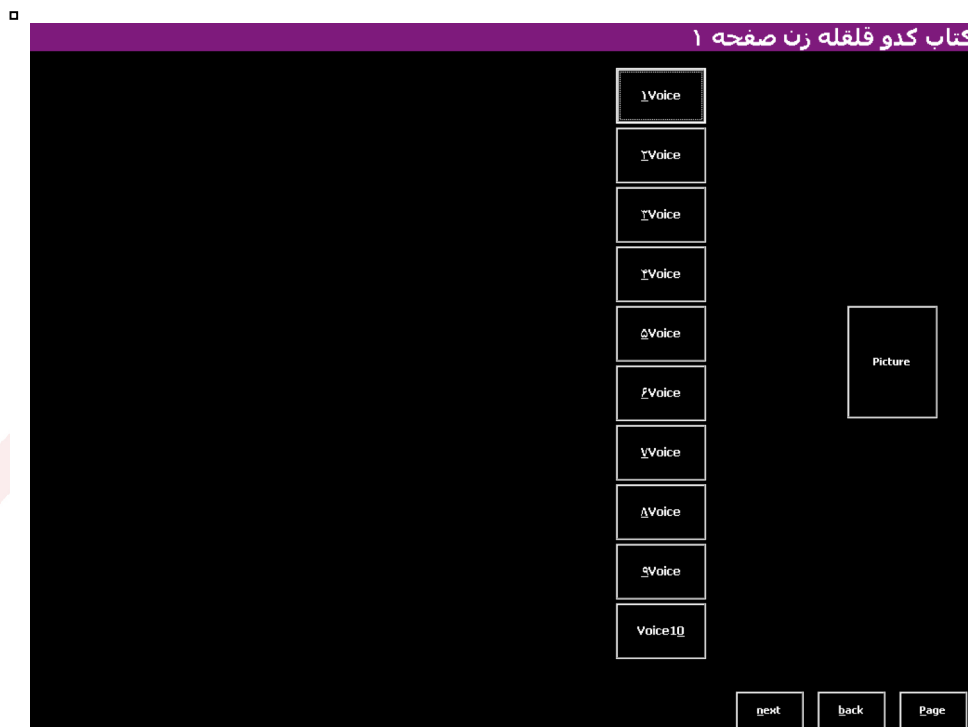 کتاب کدو قلقله زن صفحه ۱
۱Voice
۲Voice
۳Voice
۴Voice
۵Voice
۶Voice
۷Voice
۸Voice
۹Voice
Voice10
Picture
next
back
Page